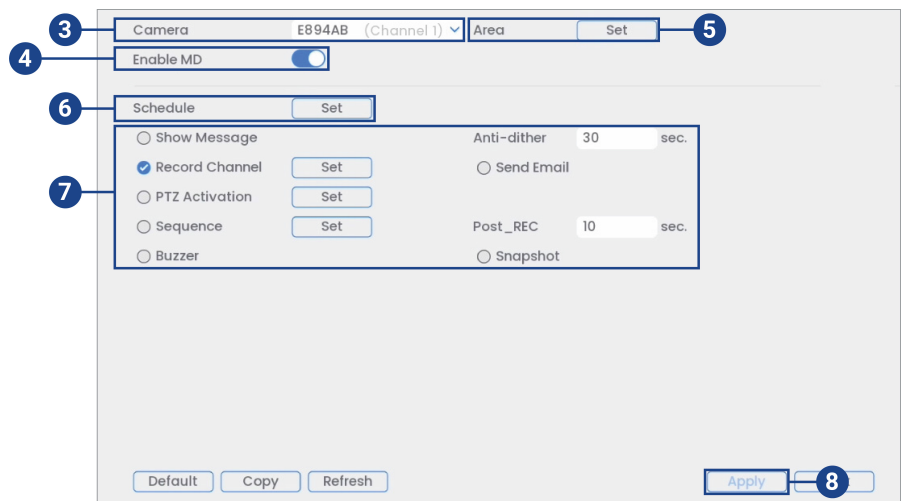 3 Camera E894AB (Channel 1) Area Set 5
4 Enable MD
6 Schedule Set
Show Message Anti-dither 30 sec.
Record Channel Set Send Email
7 PTZ Activation Set
Sequence Set Post_REC 10 sec.
Buzzer Snapshot
Default Copy Refresh Apply 8